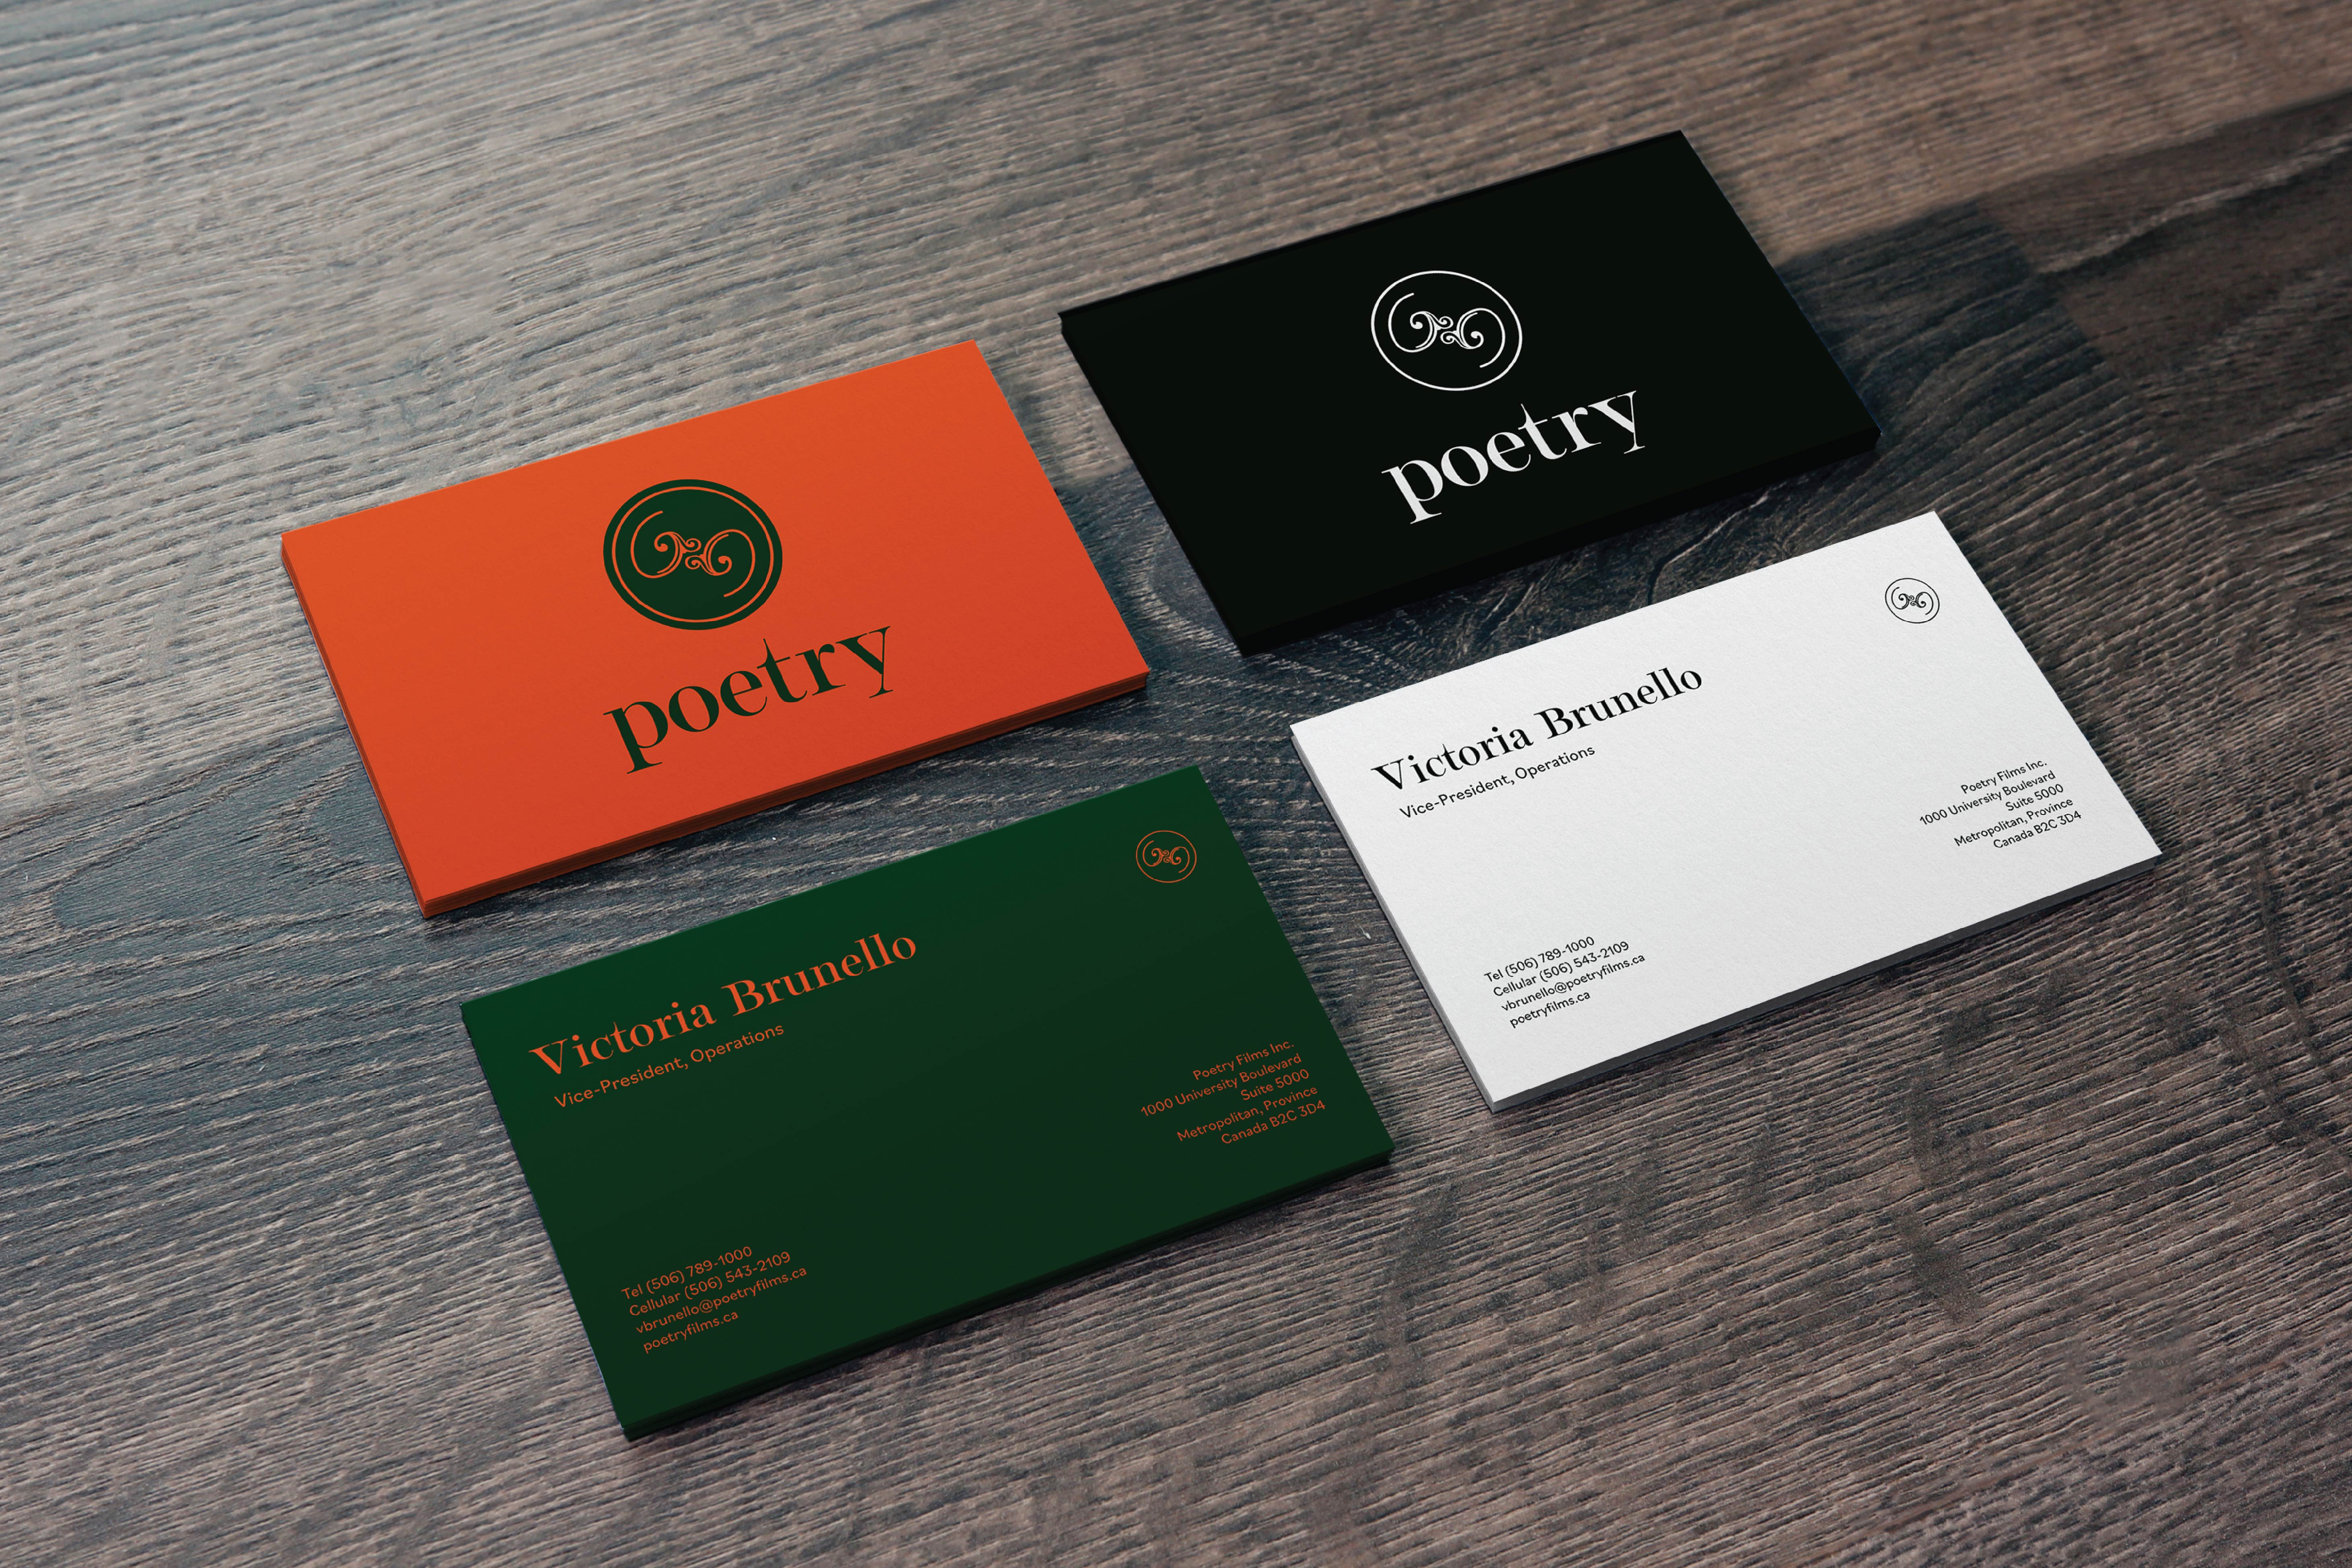 poetry
poetry
Victoria Brunello
Vice-President, Operations
Poetry Films Inc.
1000 University Boulevard
Suite 5000
Metropolitan, Province
Canada B2C 3D4
Tel (506) 789-1000
Cellular (506) 543-2109
vbrunello@poetryfilms.ca
poetryfilms.ca
Victoria Brunello
Vice-President, Operations
Poetry Films Inc.
1000 University Boulevard
Suite 5000
Metropolitan, Province
Canada B2C 3D4
Tel (506) 789-1000
Cellular (506) 543-2109
vbrunello@poetryfilms.ca
poetryfilms.ca